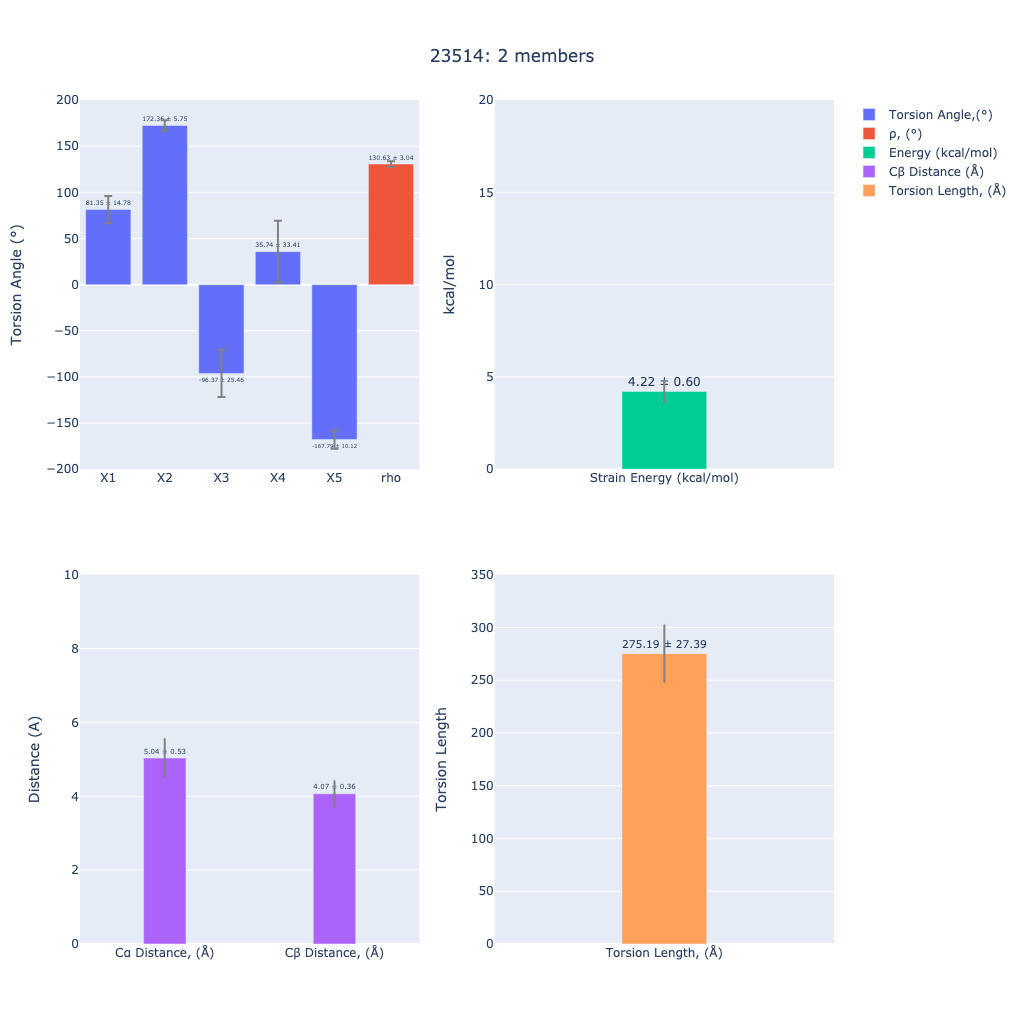 23514: 2 members
Torsion Angle (°)
200
150
100
50
0
−50
−100
−150
−200
81.35 ± 14.78
172.36 ± 5.75
-96.37 ± 25.46
35.74 ± 33.41
-167.79 ± 10.12
130.63 ± 3.04
X1 X2 X3 X4 X5 rho
kcal/mol
20
15
10
5
0
4.22 ± 0.60
Strain Energy (kcal/mol)
Torsion Angle,(°)
ρ, (°)
Energy (kcal/mol)
Cβ Distance (Å)
Torsion Length, (Å)
Distance (A)
10
8
6
4
2
0
5.04 ± 0.53
4.07 ± 0.36
Cα Distance, (Å) Cβ Distance, (Å)
Torsion Length
350
300
250
200
150
100
50
0
275.19 ± 27.39
Torsion Length, (Å)